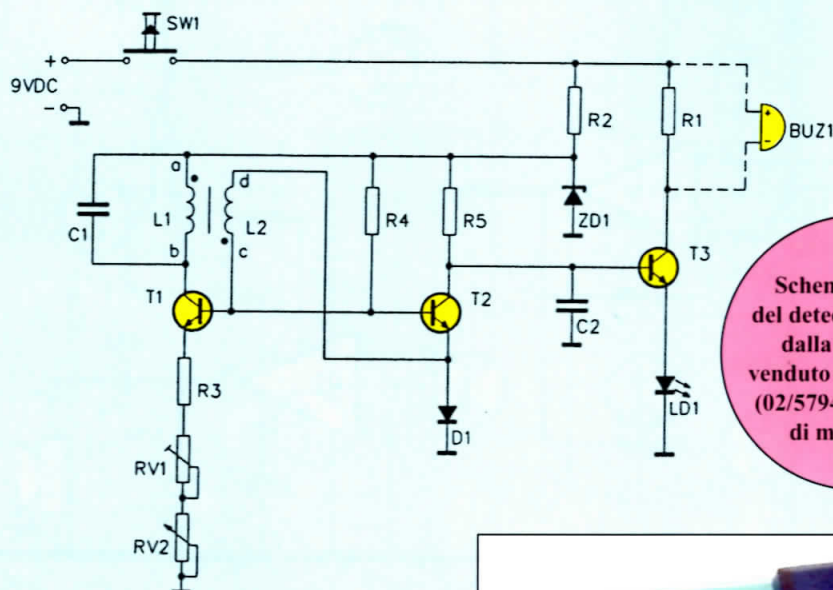 SW1
+
9VDC
-
R2
R1
+
-
BUZ1
a
d
C1
L1
L2
R4
R5
ZD1
b
c
T1
T2
T3
C2
R3
D1
LD1
RV1
RV2
Schem
del detec
dalla
venduto
(02/579
di m